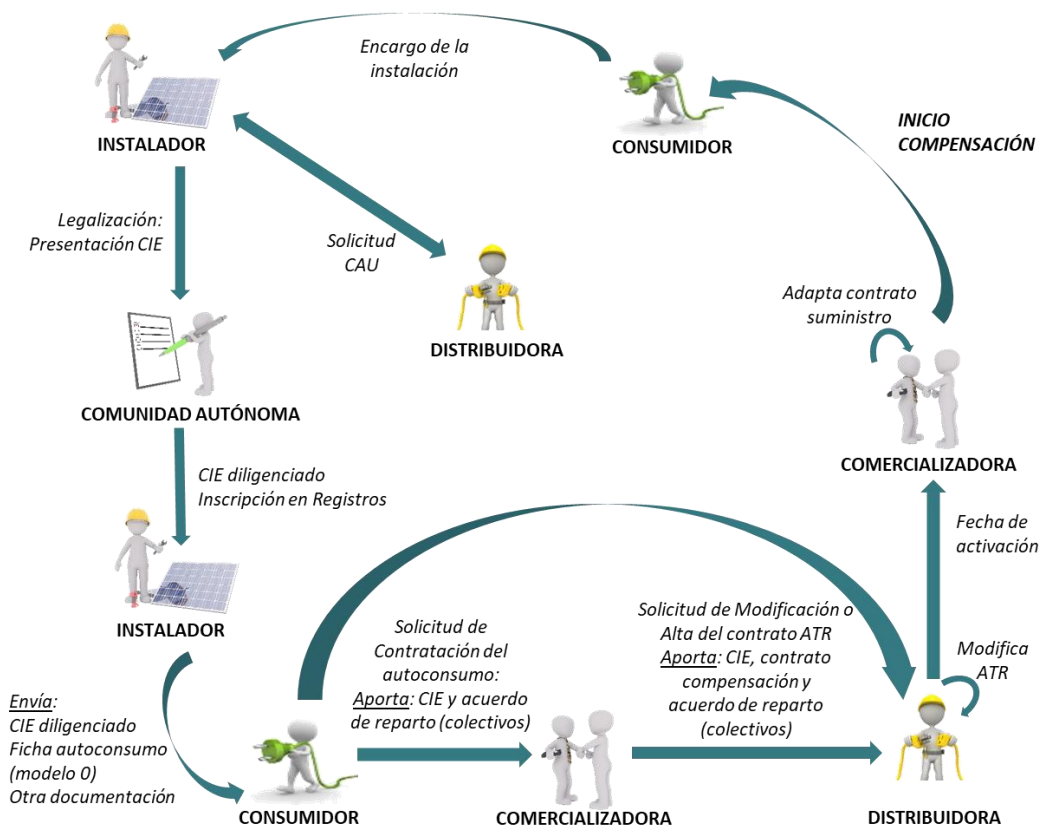 Encargo de la
instalación
INSTALADOR
CONSUMIDOR
INICIO
COMPENSACIÓN
Legalización:
Presentación CIE
Solicitud
CAU
DISTRIBUIDORA
Adapta contrato
suministro
COMUNIDAD AUTÓNOMA
COMERCIALIZADORA
CIE diligenciado
Inscripción en Registros
Fecha de
activación
INSTALADOR
Solicitud de
Contratación del
autoconsumo:
Aporta: CIE y acuerdo
de reparto (colectivos)
Solicitud de Modificación o
Alta del contrato ATR
Aporta: CIE, contrato
compensación y
acuerdo de reparto
(colectivos)
Modifica
ATR
Envía:
CIE diligenciado
Ficha autoconsumo
(modelo 0)
Otra documentación
CONSUMIDOR
COMERCIALIZADORA
DISTRIBUIDORA